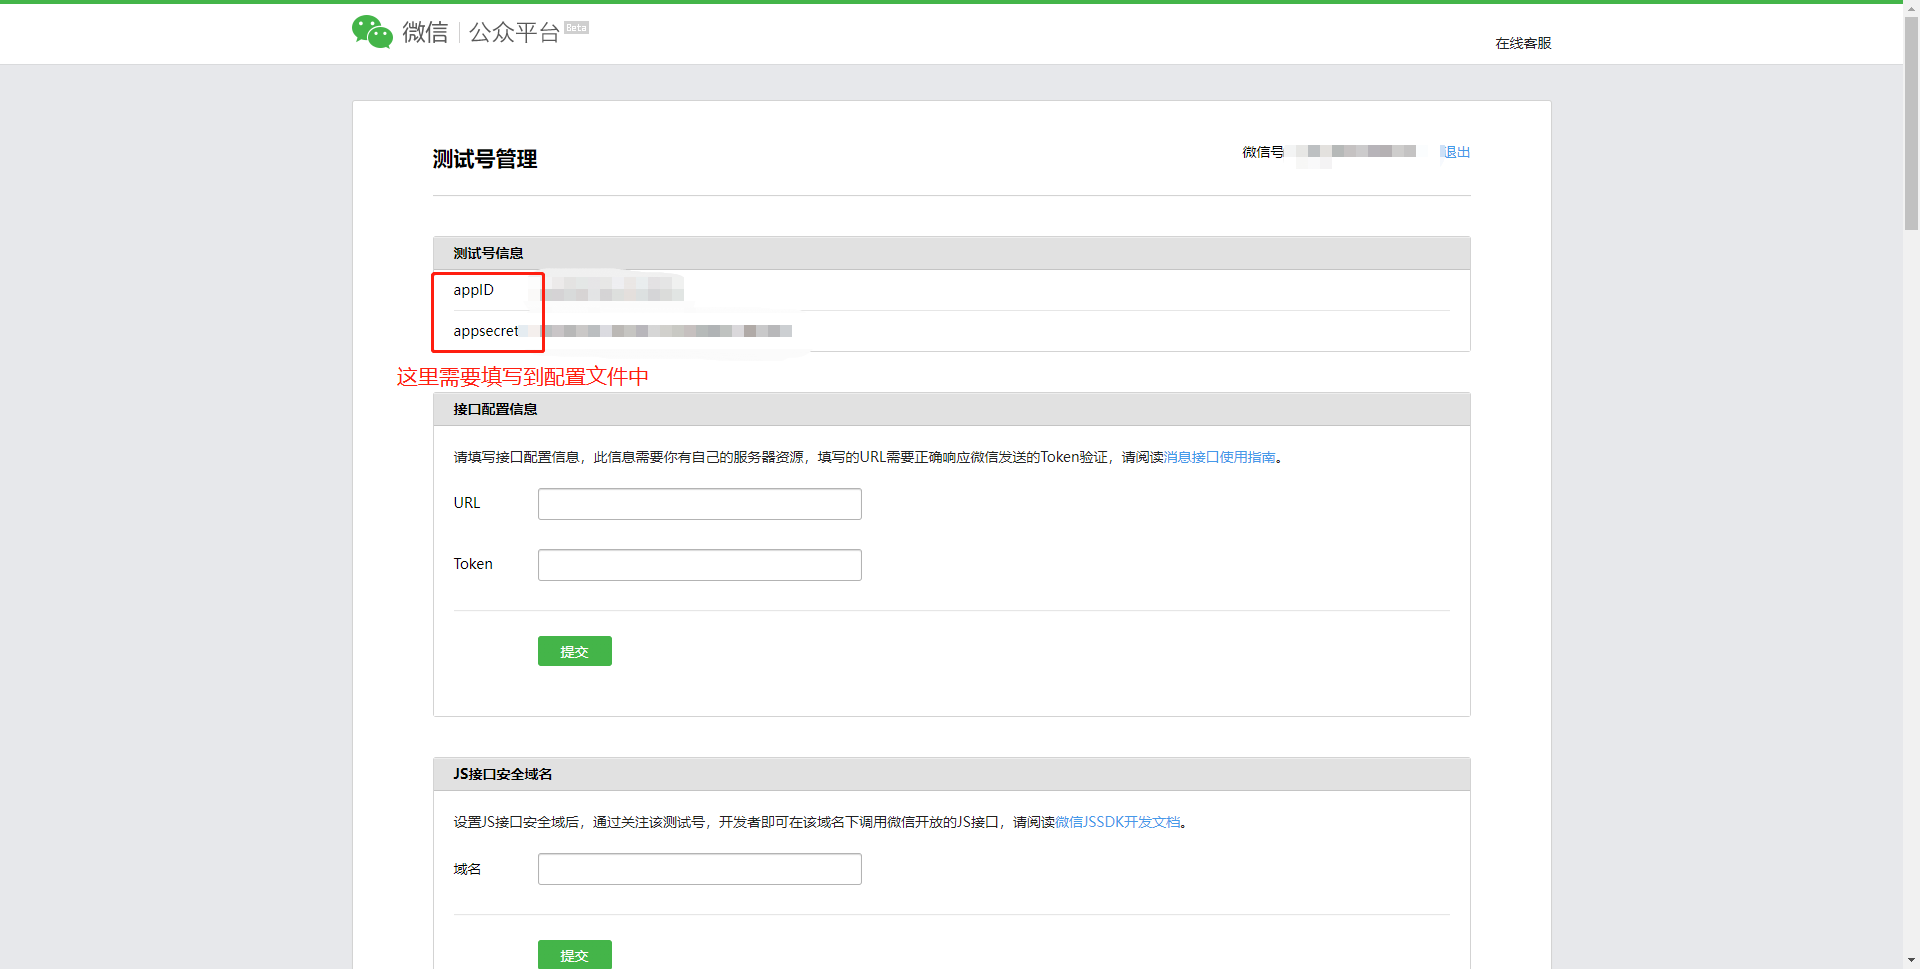 微信 | 公众平台 Beta
在线客服
测试号管理
微信号
退出
测试号信息
appID
appsecret
这里需要填写到配置文件中
接口配置信息
请填写接口配置信息，此信息需要你有自己的服务器资源，填写的URL需要正确响应微信发送的Token验证，请阅读消息接口使用指南。
URL
Token
提交
JS接口安全域名
设置JS接口安全域后，通过关注该测试号，开发者即可在该域名下调用微信开放的JS接口，请阅读微信JSSDK开发文档。
域名
提交